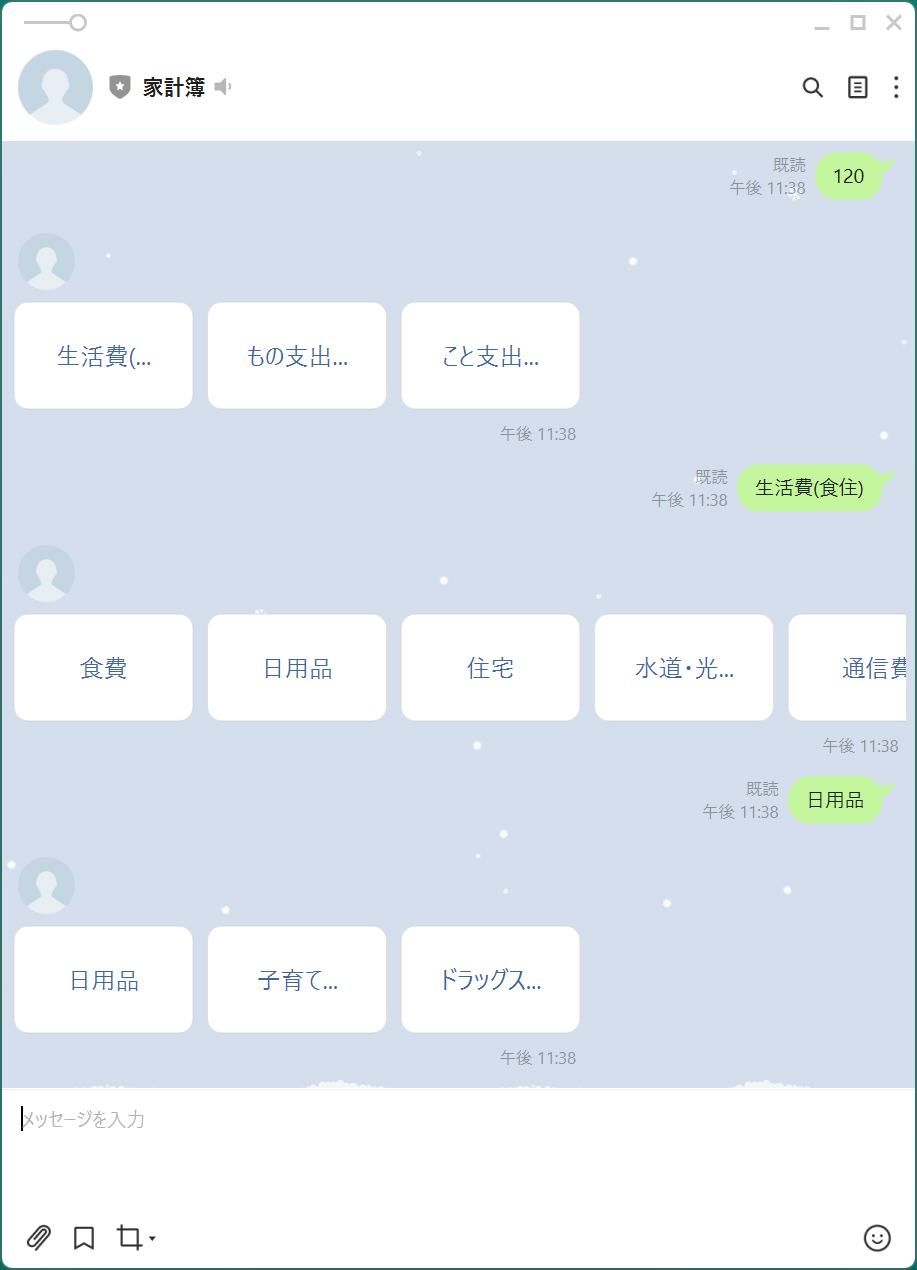 家計簿
既読
午後 11:38
120
生活費(...
もの支出...
こと支出...
午後 11:38
既読
午後 11:38
生活費(食住)
食費
日用品
住宅
水道・光...
通信費
午後 11:38
既読
午後 11:38
日用品
日用品
子育て...
ドラッグス...
午後 11:38
メッセージを入力